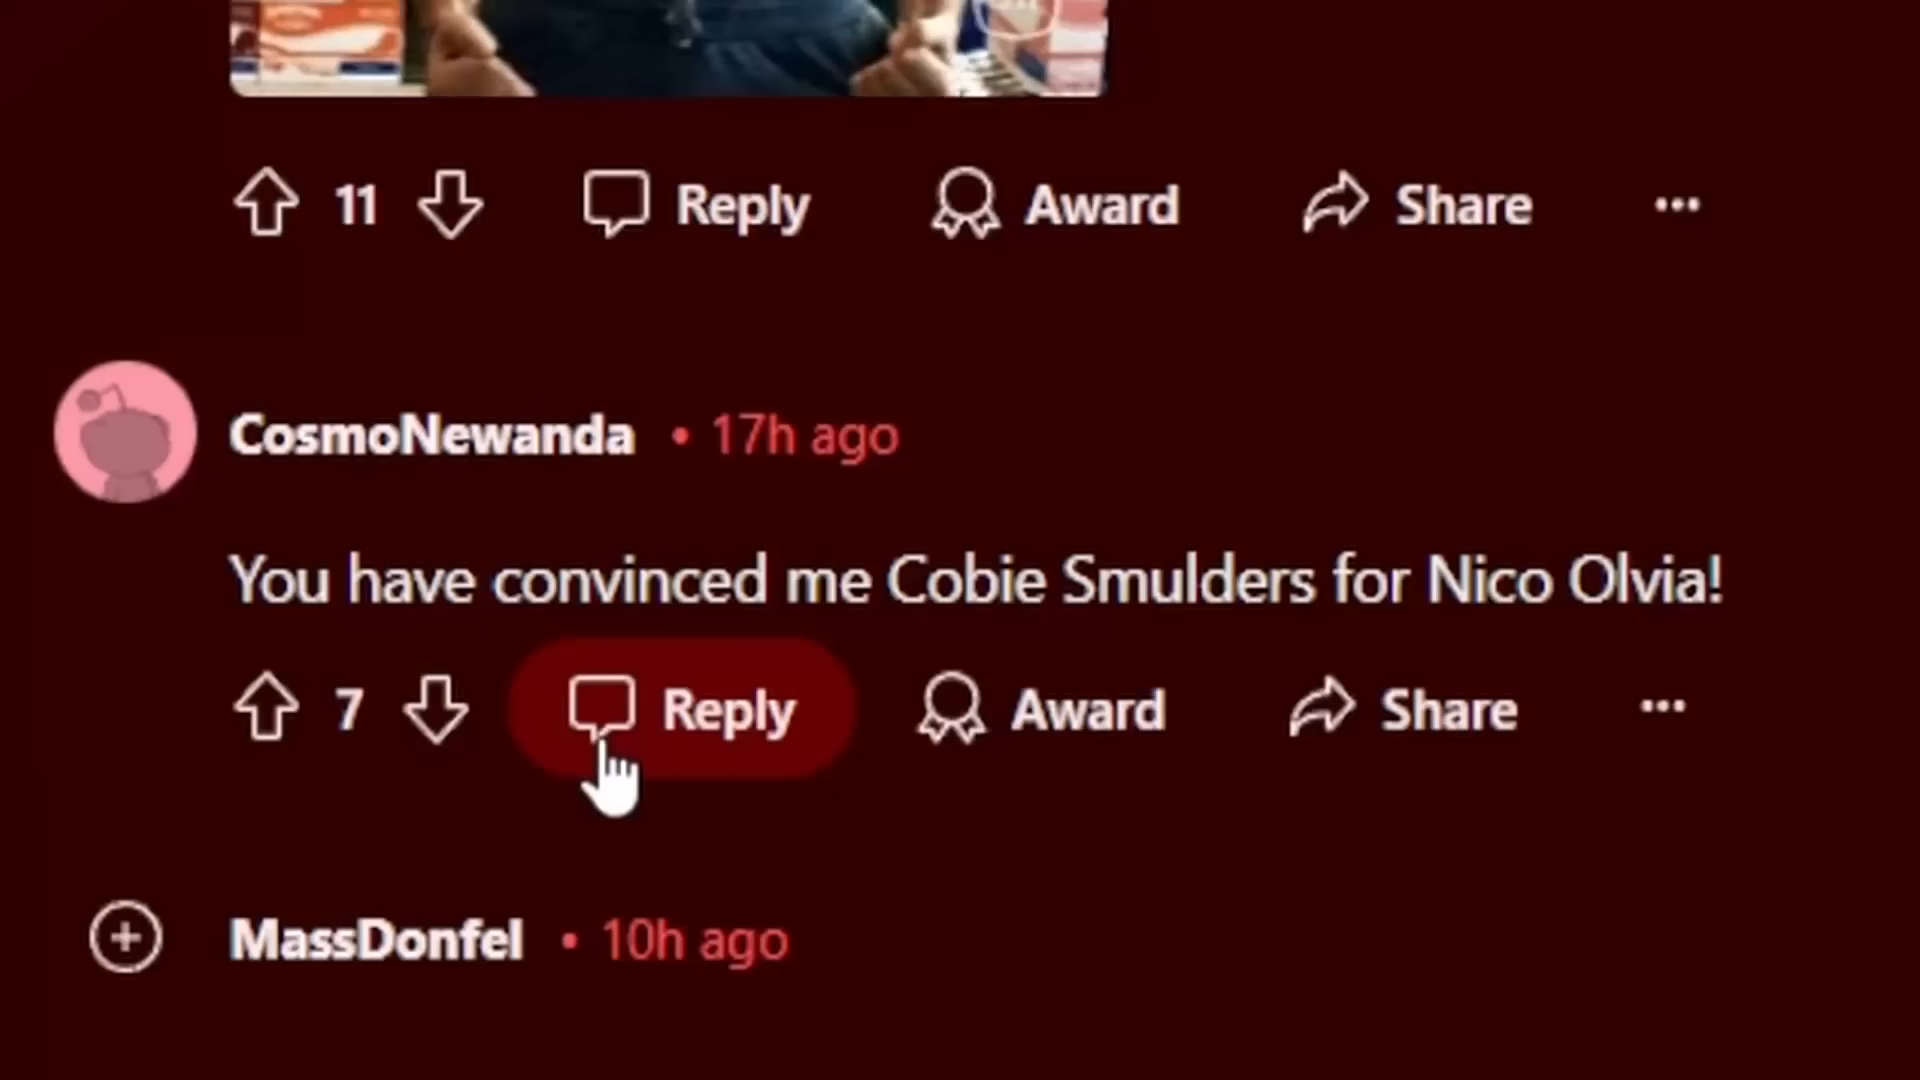 11 Reply Award Share
CosmoNewanda • 17h ago
You have convinced me Cobie Smulders for Nico Olvia!
7 Reply Award Share
MassDonfel • 10h ago